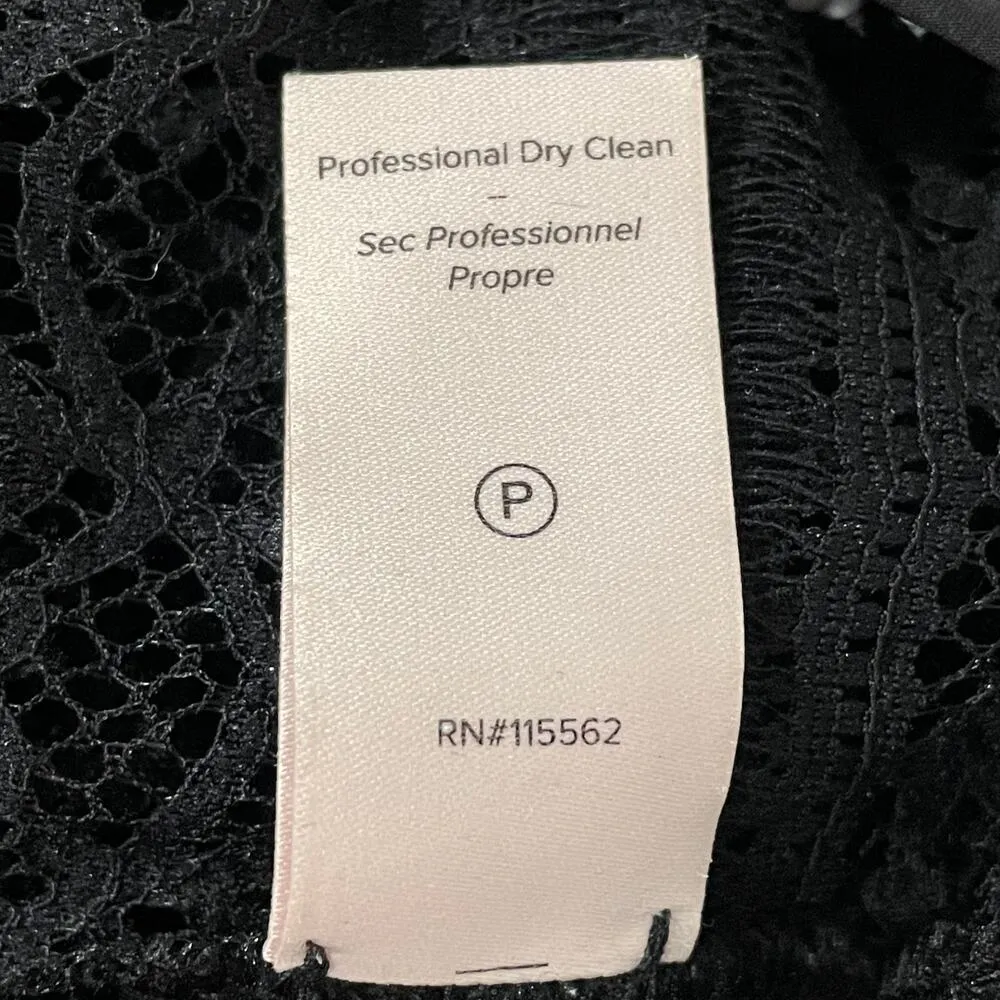 Professional Dry Clean
--
Sec Professionnel
Propre
P
RN#115562